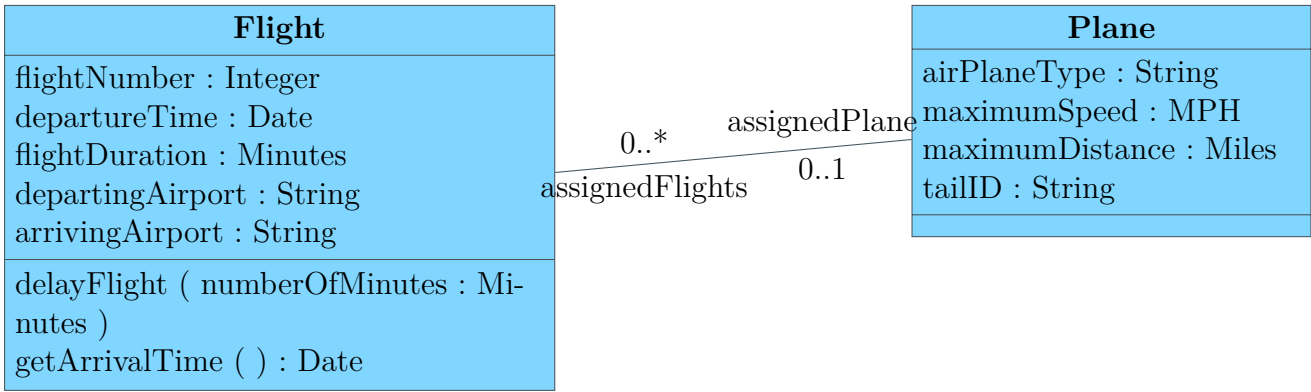 Flight
flightNumber : Integer
departureTime : Date
flightDuration : Minutes
departingAirport : String
arrivingAirport : String
delayFlight ( numberOfMinutes : Mi-
nutes )
getArrivalTime ( ) : Date
0..*
assignedFlights
assignedPlane
0..1
Plane
airPlaneType : String
maximumSpeed : MPH
maximumDistance : Miles
tailID : String